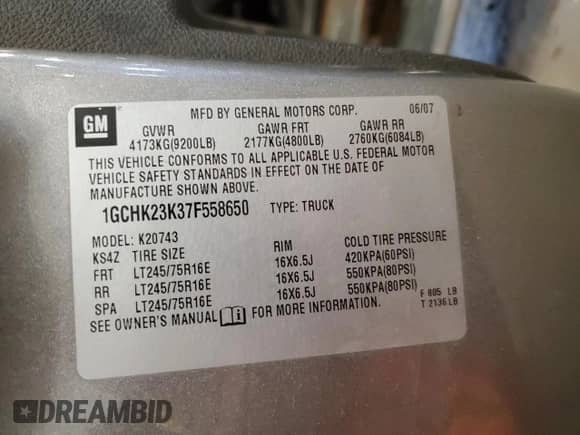 GM
MFD BY GENERAL MOTORS CORP. 06/07
GVWR GAWR FRT GAWR RR
4173KG(9200LB) 2177KG(4800LB) 2760KG(6084LB)
THIS VEHICLE CONFORMS TO ALL APPLICABLE U.S. FEDERAL MOTOR
VEHICLE SAFETY STANDARDS IN EFFECT ON THE DATE OF
MANUFACTURE SHOWN ABOVE.
1GCHK23K37F558650 TYPE: TRUCK
MODEL: K20743
KS4Z TIRE SIZE RIM COLD TIRE PRESSURE
FRT LT245/75R16E 16X6.5J 420KPA(60PSI)
RR LT245/75R16E 16X6.5J 550KPA(80PSI)
SPA LT245/75R16E 16X6.5J 550KPA(80PSI)
F 805 LB
T 2136 LB
SEE OWNER'S MANUAL FOR MORE INFORMATION.
DREAMBID